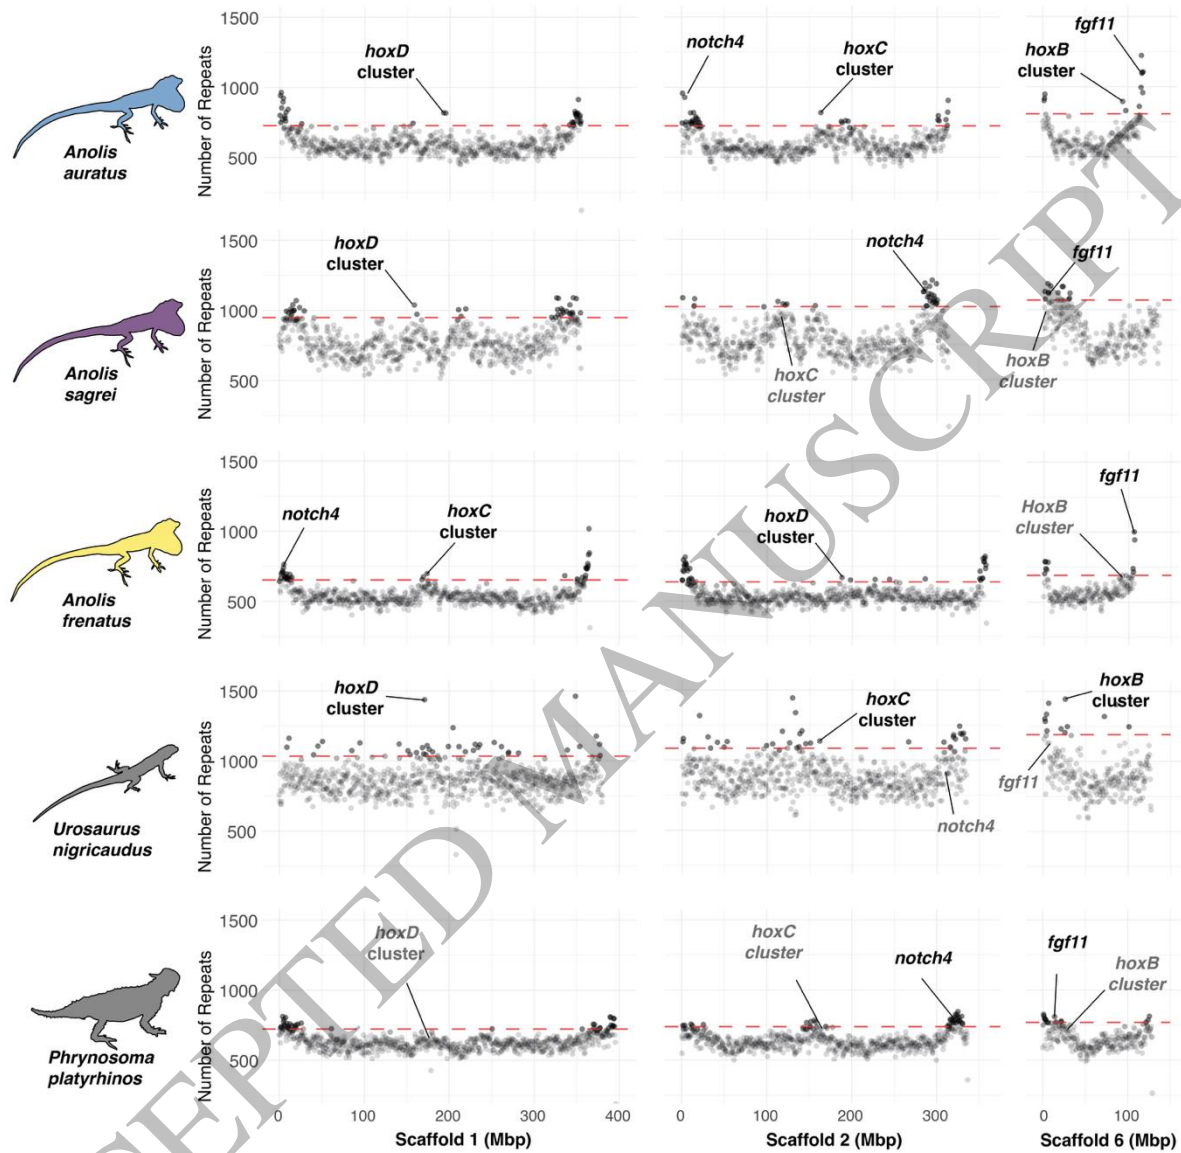 1500
1000
500
Number of Repeats
Anolis
auratus
hoxD
cluster
notch4
hoxC
cluster
hoxB
cluster
fgf11
1500
1000
500
Number of Repeats
Anolis
sagrei
hoxD
cluster
notch4
hoxC
cluster
fgf11
hoxB
cluster
1500
1000
500
Number of Repeats
Anolis
frenatus
notch4
hoxC
cluster
hoxD
cluster
HoxB
cluster
fgf11
1500
1000
500
Number of Repeats
Urosaurus
nigricaudus
hoxD
cluster
hoxC
cluster
notch4
hoxB
cluster
fgf11
1500
1000
500
Number of Repeats
Phrynosoma
platyrhinos
hoxD
cluster
hoxC
cluster
notch4
fgf11
hoxB
cluster
0 100 200 300 400
Scaffold 1 (Mbp)
0 100 200 300
Scaffold 2 (Mbp)
0 100
Scaffold 6 (Mbp)
CEPTED MANUSCRIPT